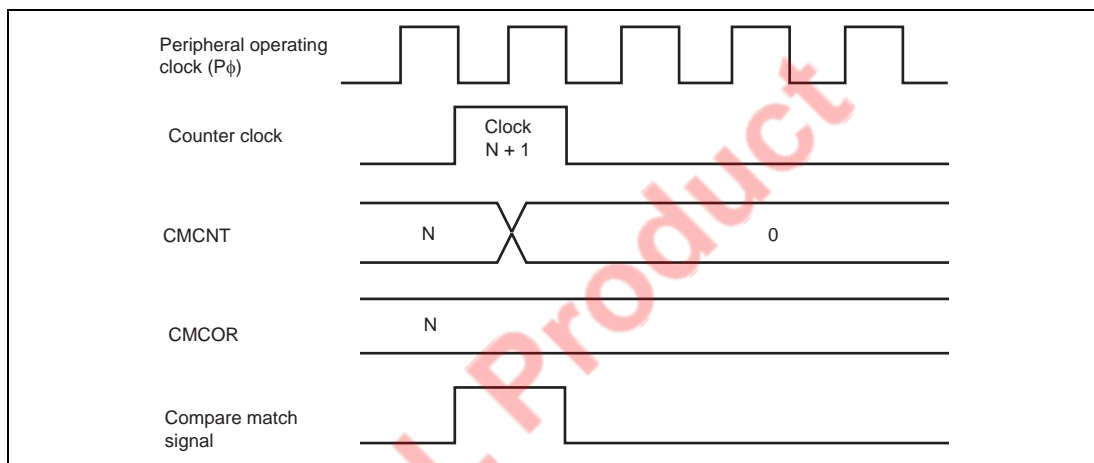 Peripheral operating
clock (Pϕ)
Counter clock
Clock
N + 1
CMCNT
N
0
CMCOR
N
Compare match
signal
Product